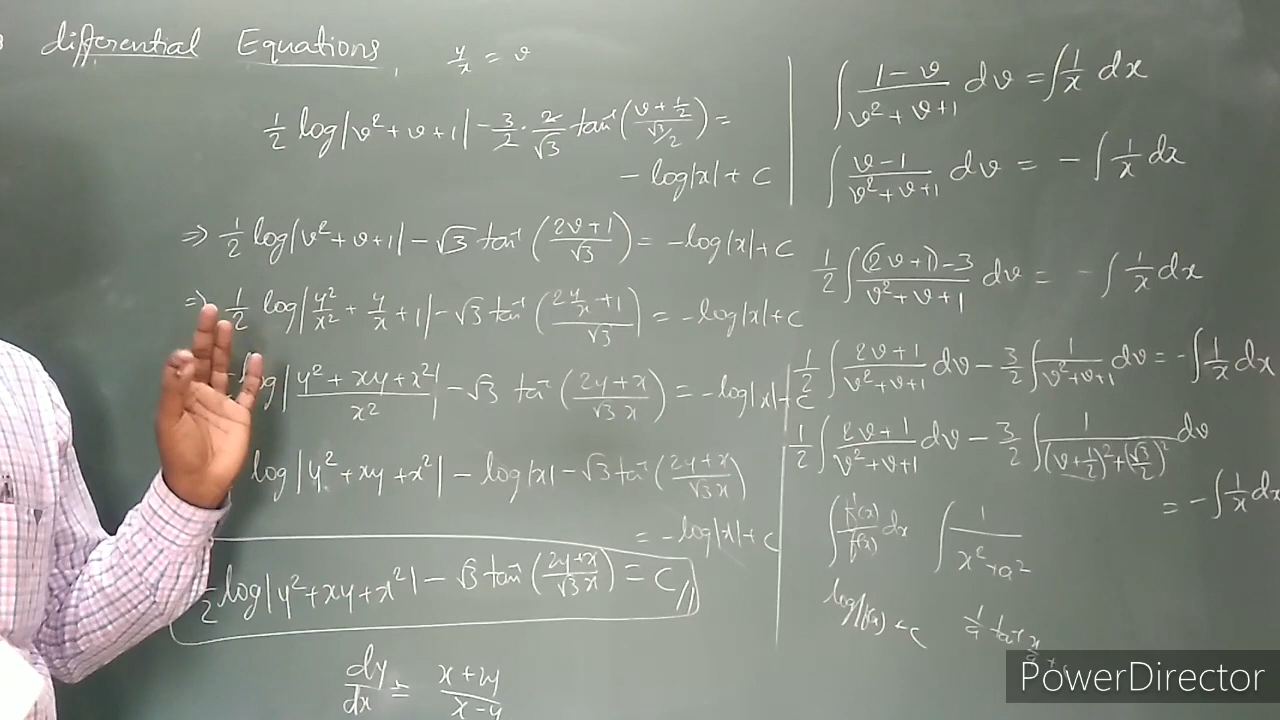 differential Equations, y/x = v
1/2 log|v² + v + 1| - 3/2 · 2/√3 tan⁻¹((v + 1/2)/(√3/2)) =
- log|x| + c
⇒ 1/2 log|v² + v + 1| - √3 tan⁻¹((2v + 1)/√3) = - log|x| + c
⇒ 1/2 log|y²/x² + y/x + 1| - √3 tan⁻¹((2y/x + 1)/√3) = - log|x| + c
log|(y² + xy + x²)/x²| - √3 tan⁻¹((2y + x)/(√3 x)) = - log|x| + c
log|y² + xy + x²| - log|x| - √3 tan⁻¹((2y + x)/(√3 x))
= - log|x| + c
2 log|y² + xy + x²| - √3 tan⁻¹((2y + x)/(√3 x)) = c //
dy/dx = (x + 2y)/(x - y)
∫ (1 - v)/(v² + v + 1) dv = ∫ 1/x dx
∫ (v - 1)/(v² + v + 1) dv = - ∫ 1/x dx
1/2 ∫ ((2v + 1) - 3)/(v² + v + 1) dv = - ∫ 1/x dx
1/2 ∫ (2v + 1)/(v² + v + 1) dv - 3/2 ∫ 1/(v² + v + 1) dv = - ∫ 1/x dx
1/2 ∫ (2v + 1)/(v² + v + 1) dv - 3/2 ∫ 1/((v + 1/2)² + (√3/2)²) dv
= - ∫ 1/x dx
∫ f'(x)/f(x) dx ∫ 1/(x² + a²)
log|f(x)| + c 1/a tan⁻¹ x/a +
PowerDirector